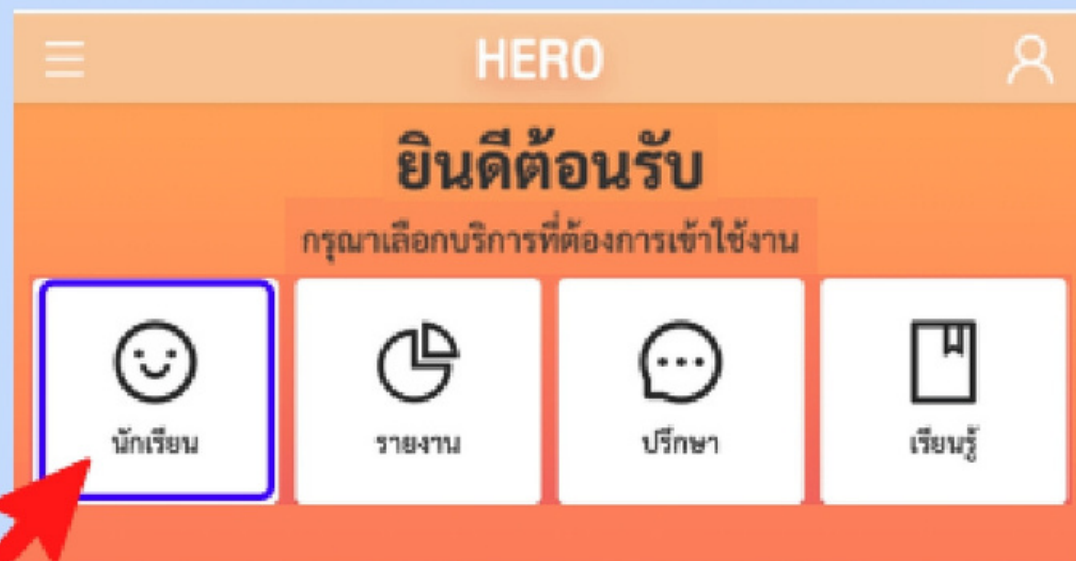 HERO
ยินดีต้อนรับ
กรุณาเลือกบริการที่ต้องการเข้าใช้งาน
นักเรียน รายงาน ปรึกษา เรียนรู้